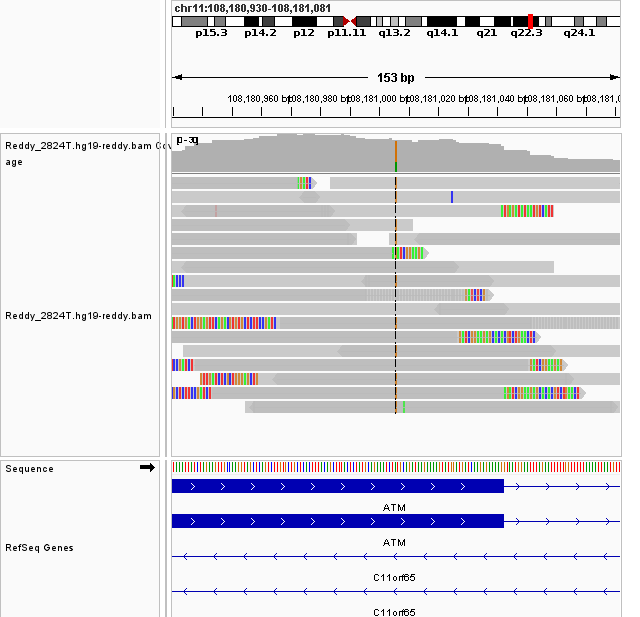 chr11:108,180,930-108,181,081
p15.3 p14.2 p12 p11.11 q13.2 q14.1 q21 q22.3 q24.1
153 bp
108,180,960 bp 108,180,980 bp 108,181,000 bp 108,181,020 bp 108,181,040 bp 108,181,060 bp 108,181,0
Reddy_2824T.hg19-reddy.bam Cov
age
Reddy_2824T.hg19-reddy.bam
Sequence
ATM
ATM
RefSeq Genes
C11orf65
C11orf65